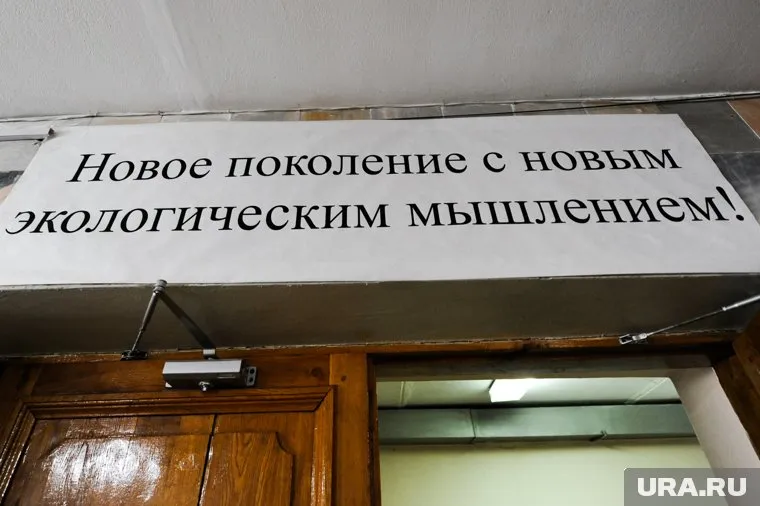 Новое поколение с новым
экологическим мышлением!
URA.RU